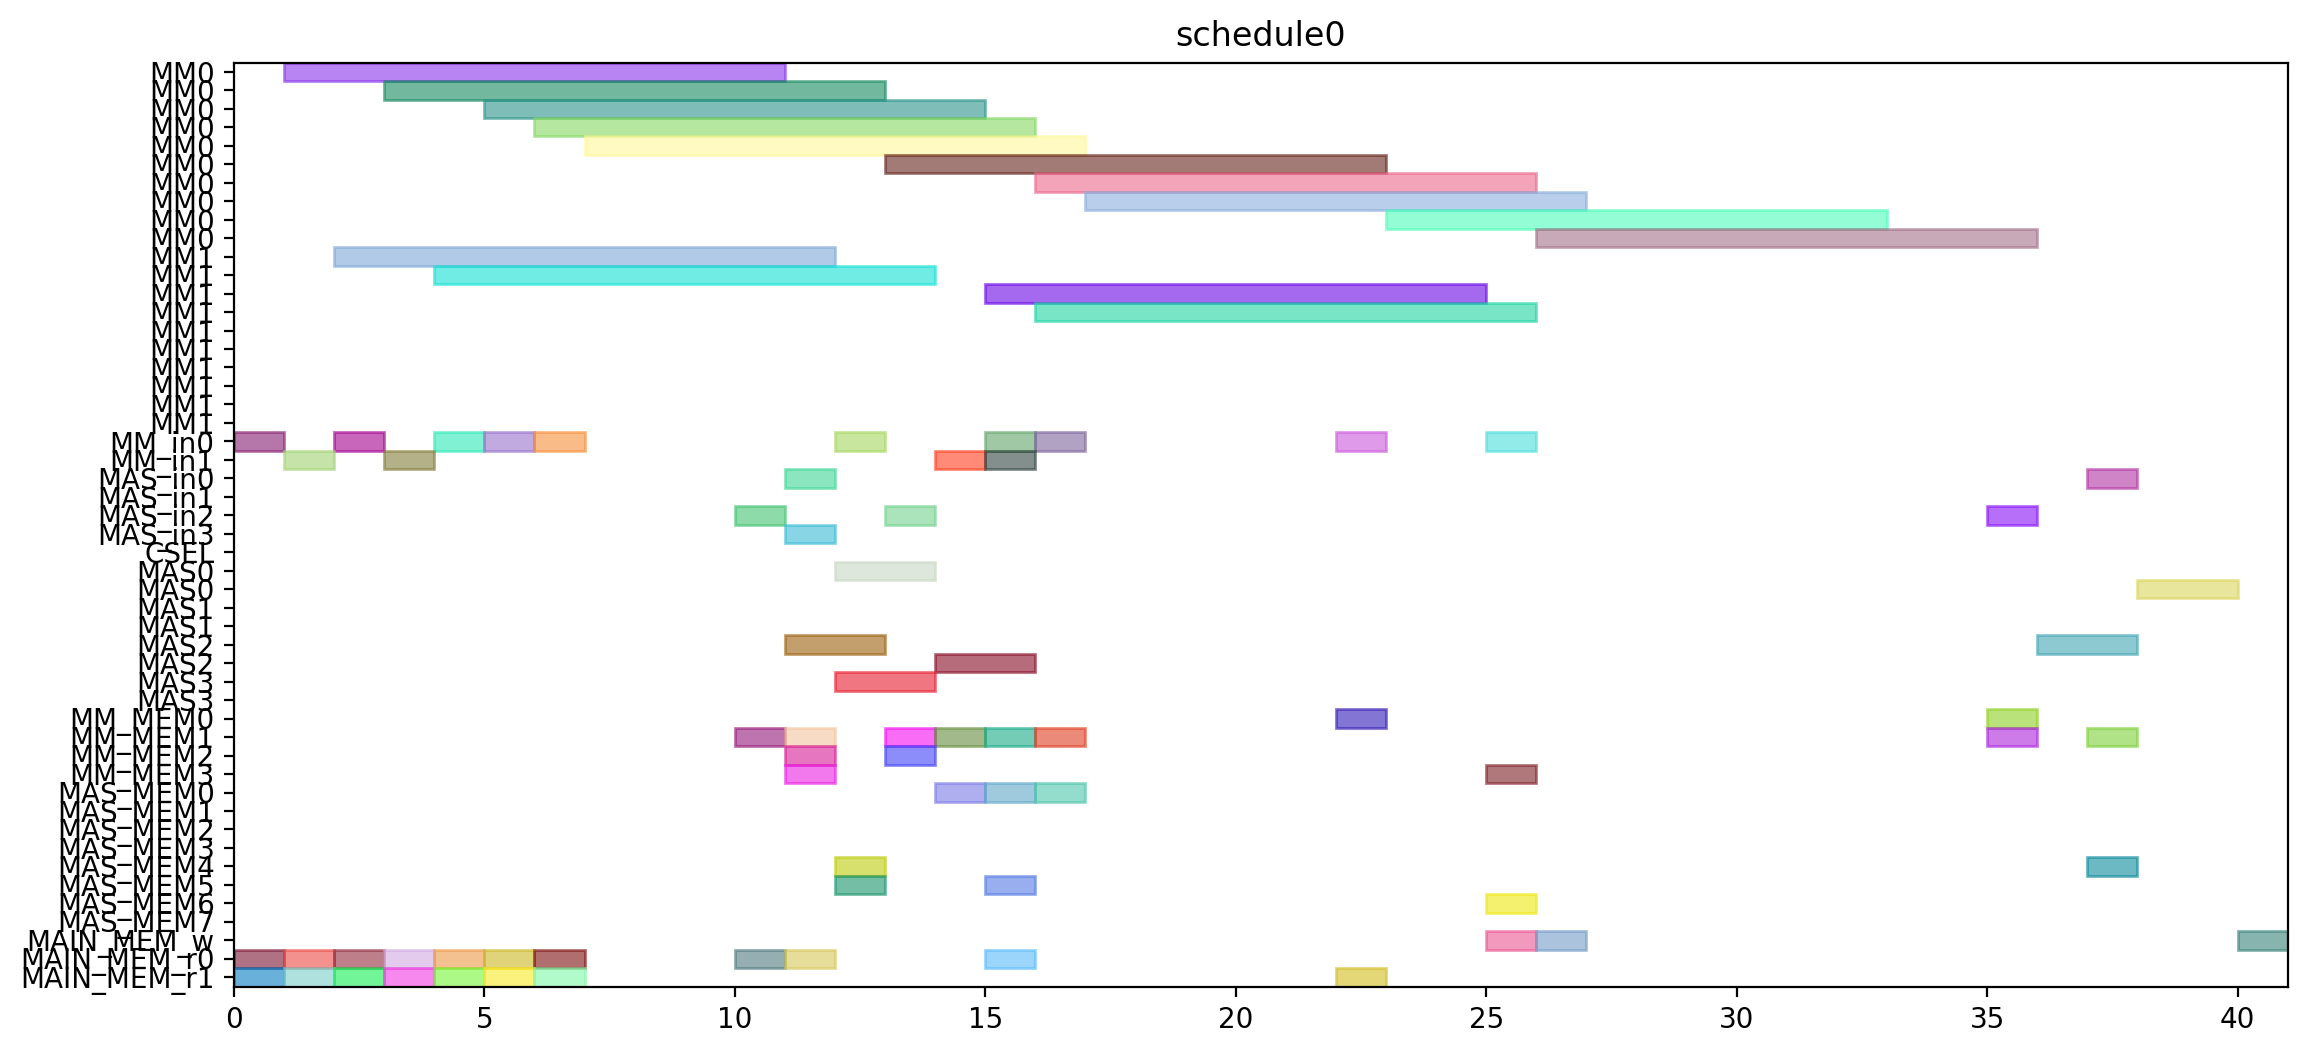 schedule0
MM0
MM0
MM0
MM0
MM0
MM0
MM0
MM0
MM0
MM0
MM1
MM1
MM1
MM1
MM1
MM1
MM1
MM1
MM1
MM1
MM_in0
MM_in1
MAS_in0
MAS_in1
MAS_in2
MAS_in3
CSEL
MAS0
MAS0
MAS1
MAS1
MAS2
MAS2
MAS3
MAS3
MM_MEM0
MM_MEM1
MM_MEM2
MM_MEM3
MAS_MEM0
MAS_MEM1
MAS_MEM2
MAS_MEM3
MAS_MEM4
MAS_MEM5
MAS_MEM6
MAS_MEM7
MAIN_MEM_w
MAIN_MEM_r0
MAIN_MEM_r1
0 5 10 15 20 25 30 35 40